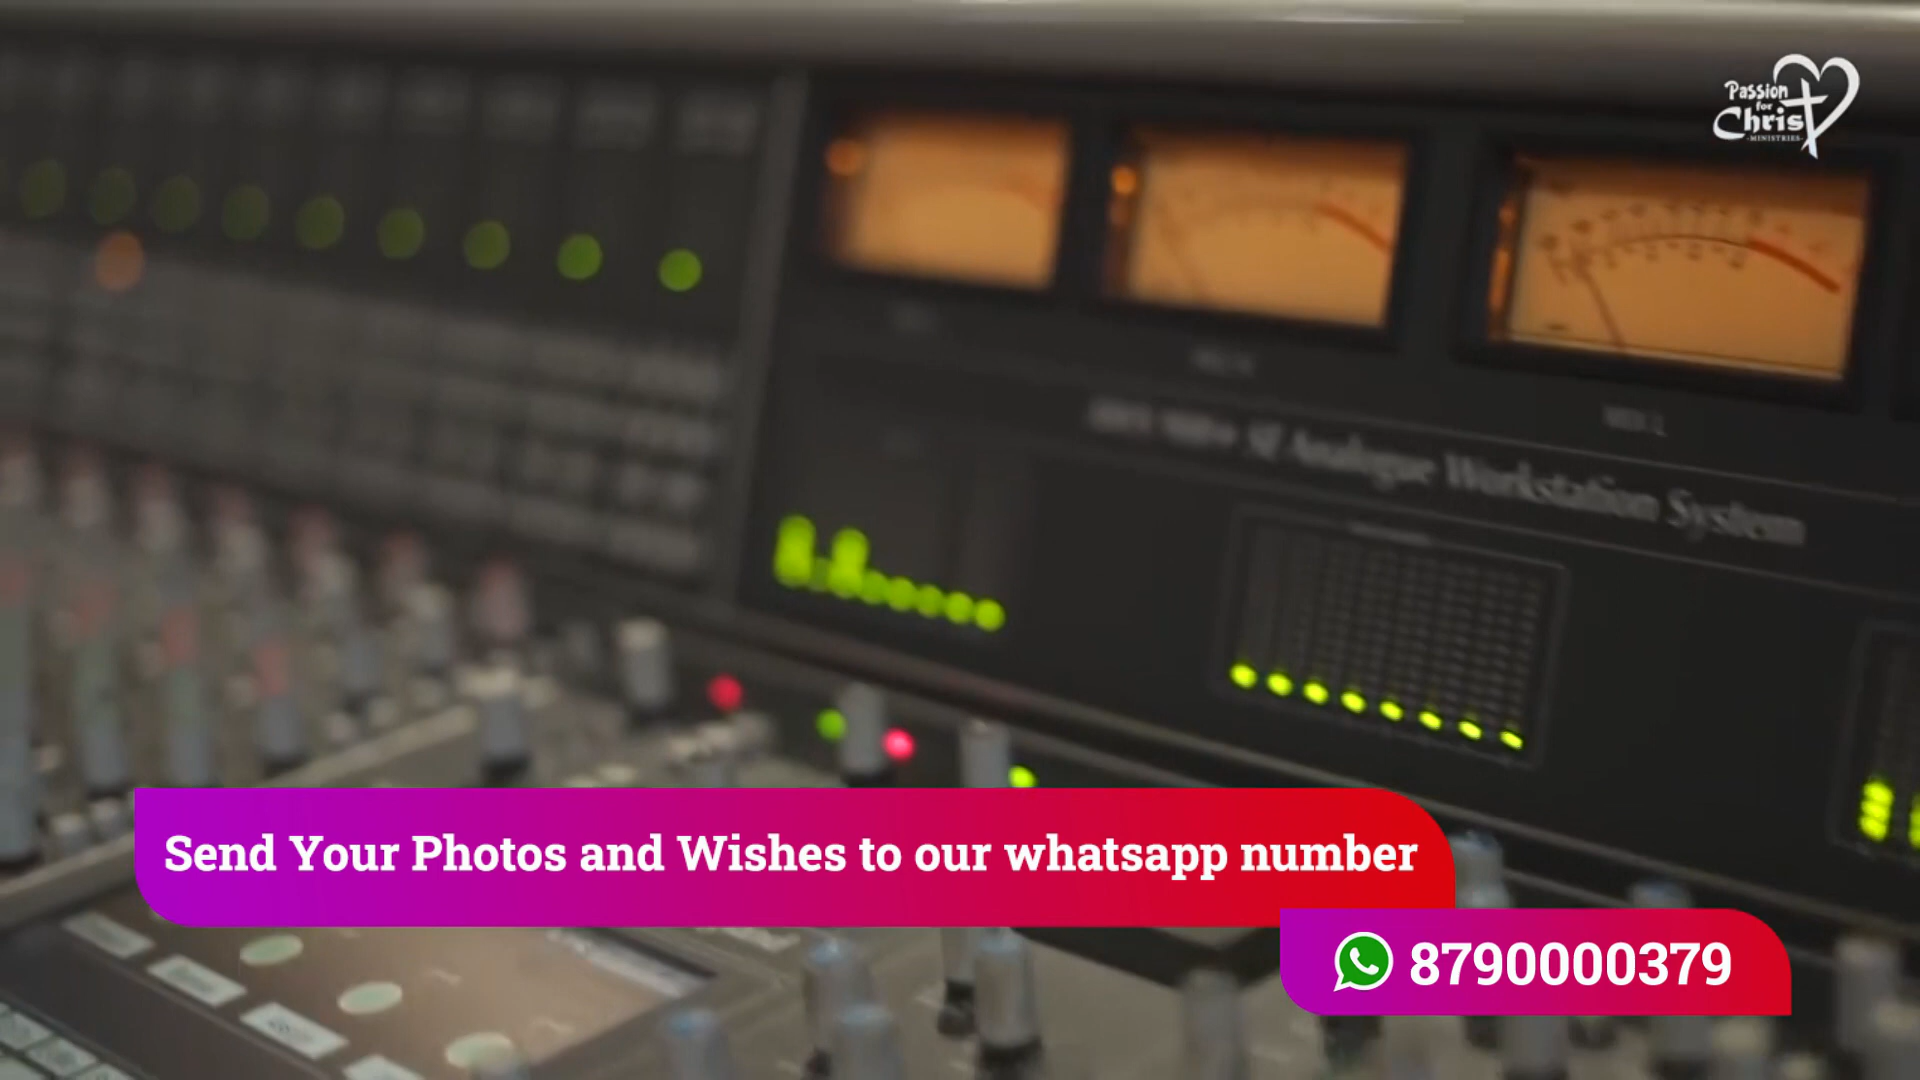 Passion
for
Christ
-MINISTRIES-
Analogue Workstation System
Send Your Photos and Wishes to our whatsapp number
8790000379